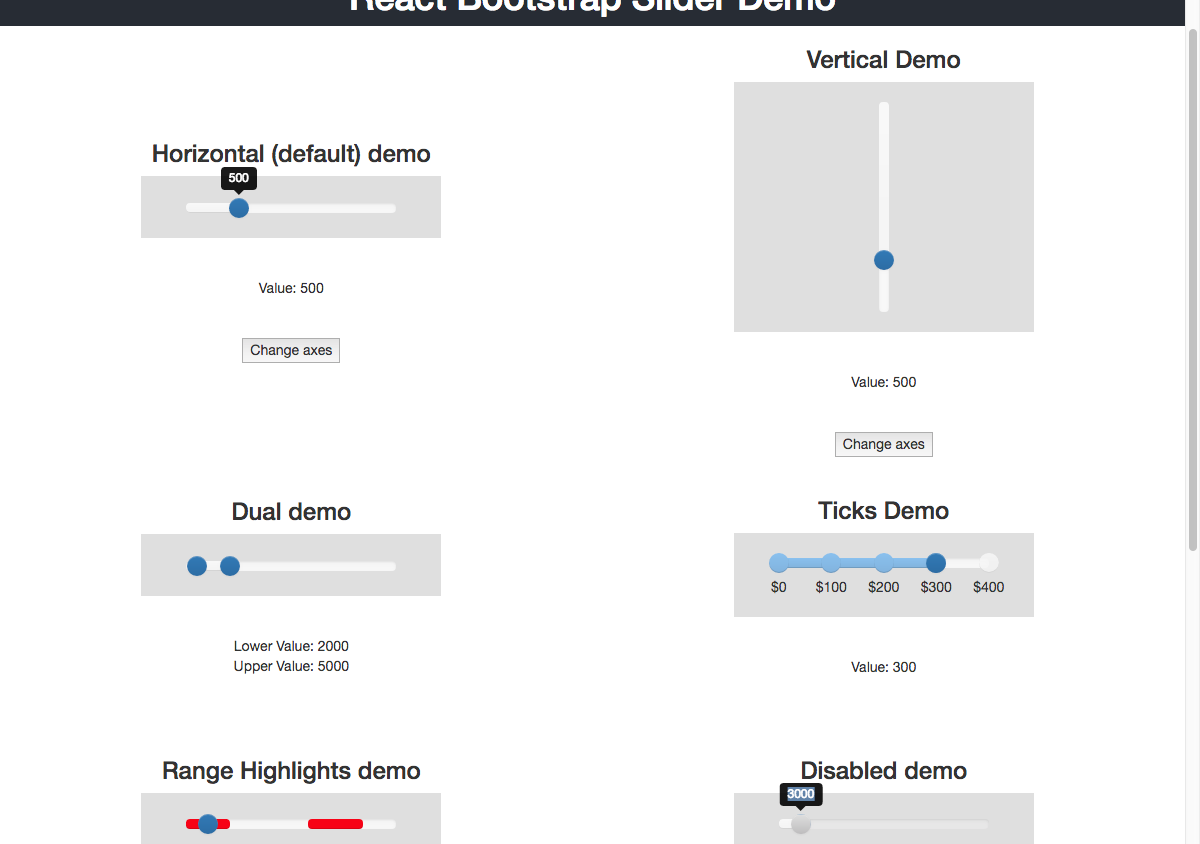 React Bootstrap Slider Demo
Vertical Demo
Horizontal (default) demo
500
Value: 500
Change axes
Value: 500
Change axes
Dual demo
Lower Value: 2000
Upper Value: 5000
Ticks Demo
$0 $100 $200 $300 $400
Value: 300
Range Highlights demo
Disabled demo
3000